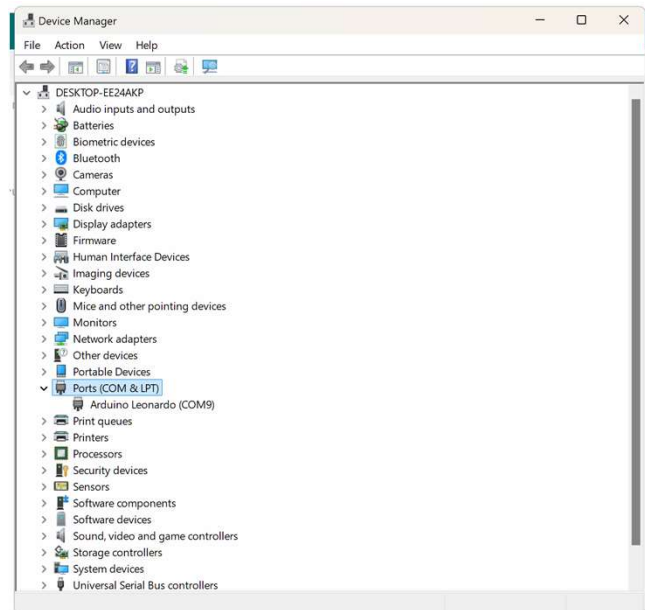 Device Manager
File Action View Help
DESKTOP-EE24AKP
Audio inputs and outputs
Batteries
Biometric devices
Bluetooth
Cameras
Computer
Disk drives
Display adapters
Firmware
Human Interface Devices
Imaging devices
Keyboards
Mice and other pointing devices
Monitors
Network adapters
Other devices
Portable Devices
Ports (COM & LPT)
Arduino Leonardo (COM9)
Print queues
Printers
Processors
Security devices
Sensors
Software components
Software devices
Sound, video and game controllers
Storage controllers
System devices
Universal Serial Bus controllers